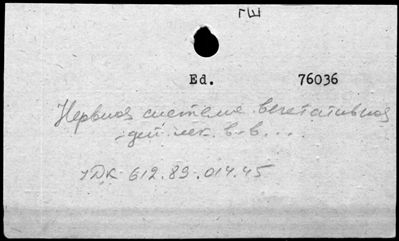 ГШ
Ed. 76036
Нервная система вегетативная
- дей. лек. в-в...
УДК 612.89.014.45